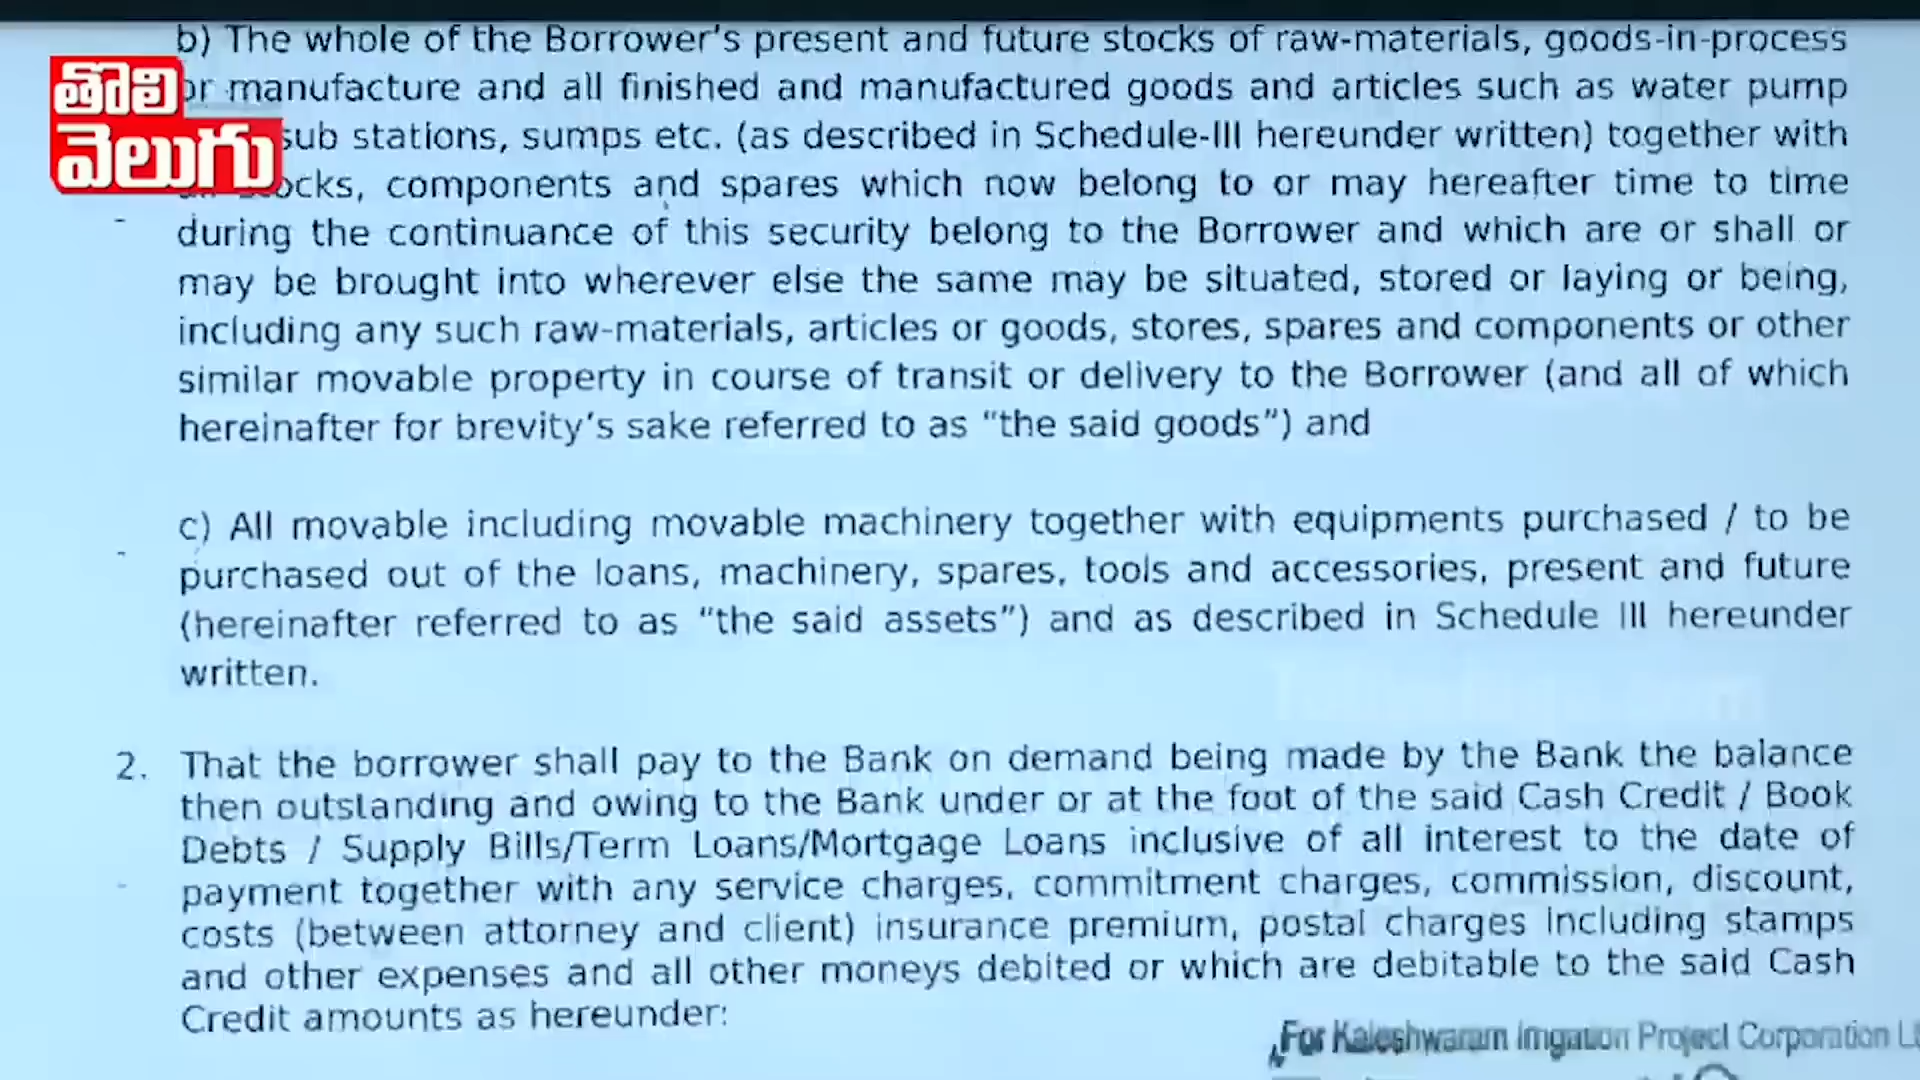 b) The whole of the Borrower’s present and future stocks of raw-materials, goods-in-process
తొలి
వెలుగు
or manufacture and all finished and manufactured goods and articles such as water pump
sub stations, sumps etc. (as described in Schedule-III hereunder written) together with
components and spares which now belong to or may hereafter time to time
during the continuance of this security belong to the Borrower and which are or shall or
may be brought into wherever else the same may be situated, stored or laying or being,
including any such raw-materials, articles or goods, stores, spares and components or other
similar movable property in course of transit or delivery to the Borrower (and all of which
hereinafter for brevity’s sake referred to as “the said goods”) and
c) All movable including movable machinery together with equipments purchased / to be
purchased out of the loans, machinery, spares, tools and accessories, present and future
(hereinafter referred to as “the said assets”) and as described in Schedule III hereunder
written.
2. That the borrower shall pay to the Bank on demand being made by the Bank the balance
then outstanding and owing to the Bank under or at the foot of the said Cash Credit / Book
Debts / Supply Bills/Term Loans/Mortgage Loans inclusive of all interest to the date of
payment together with any service charges, commitment charges, commission, discount,
costs (between attorney and client) insurance premium, postal charges including stamps
and other expenses and all other moneys debited or which are debitable to the said Cash
Credit amounts as hereunder:
For Kaleshwaram Irrigation Project Corporation